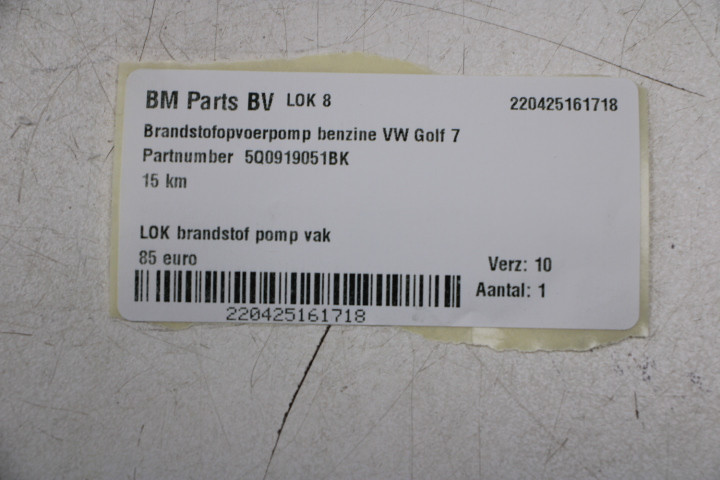 BM Parts BV LOK 8 220425161718
Brandstofopvoerpomp benzine VW Golf 7
Partnumber 5Q0919051BK
15 km
LOK brandstof pomp vak
85 euro
Verz: 10
Aantal: 1
220425161718